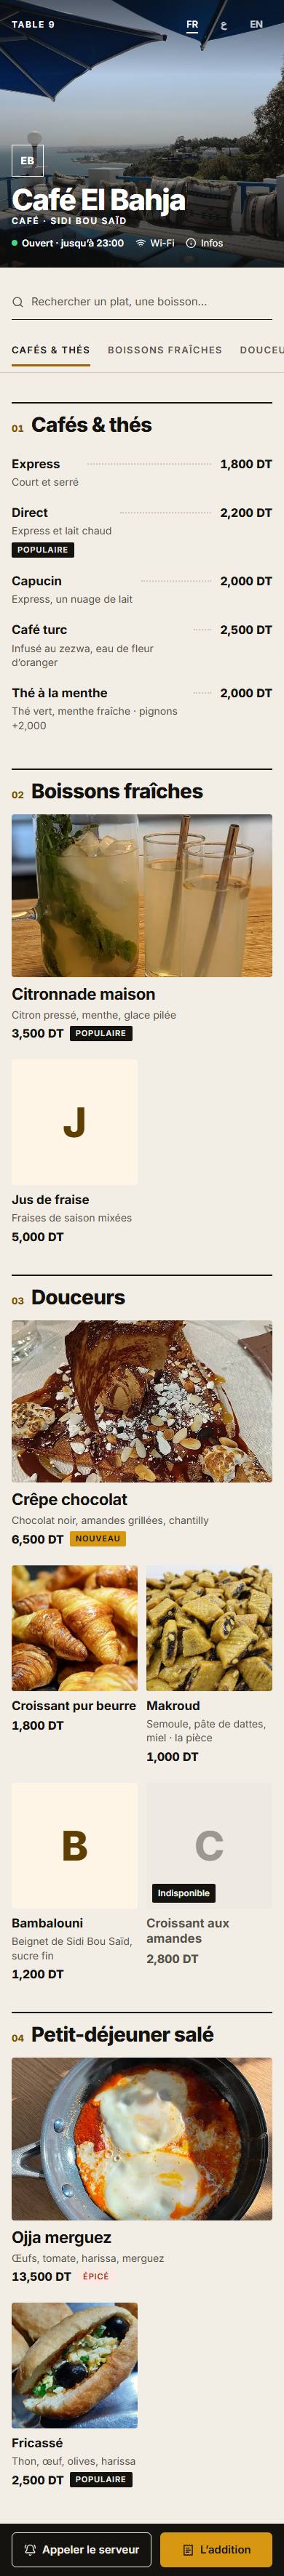 TABLE 9
FR
ع
EN
EB
Café El Bahja
CAFÉ · SIDI BOU SAÏD
Ouvert · jusqu'à 23:00
Wi-Fi
Infos
Rechercher un plat, une boisson...
CAFÉS & THÉS
BOISSONS FRAÎCHES
DOUCEU
01 Cafés & thés
Express 1,800 DT
Court et serré
Direct 2,200 DT
Express et lait chaud
POPULAIRE
Capucin 2,000 DT
Express, un nuage de lait
Café turc 2,500 DT
Infusé au zezwa, eau de fleur
d'oranger
Thé à la menthe 2,000 DT
Thé vert, menthe fraîche · pignons
+2,000
02 Boissons fraîches
Citronnade maison
Citron pressé, menthe, glace pilée
3,500 DT POPULAIRE
J
Jus de fraise
Fraises de saison mixées
5,000 DT
03 Douceurs
Crêpe chocolat
Chocolat noir, amandes grillées, chantilly
6,500 DT NOUVEAU
Croissant pur beurre
1,800 DT
Makroud
Semoule, pâte de dattes,
miel · la pièce
1,000 DT
B
Bambalouni
Beignet de Sidi Bou Saïd,
sucre fin
1,200 DT
C
Indisponible
Croissant aux
amandes
2,800 DT
04 Petit-déjeuner salé
Ojja merguez
Œufs, tomate, harissa, merguez
13,500 DT ÉPICÉ
Fricassé
Thon, œuf, olives, harissa
2,500 DT POPULAIRE
Appeler le serveur
L'addition